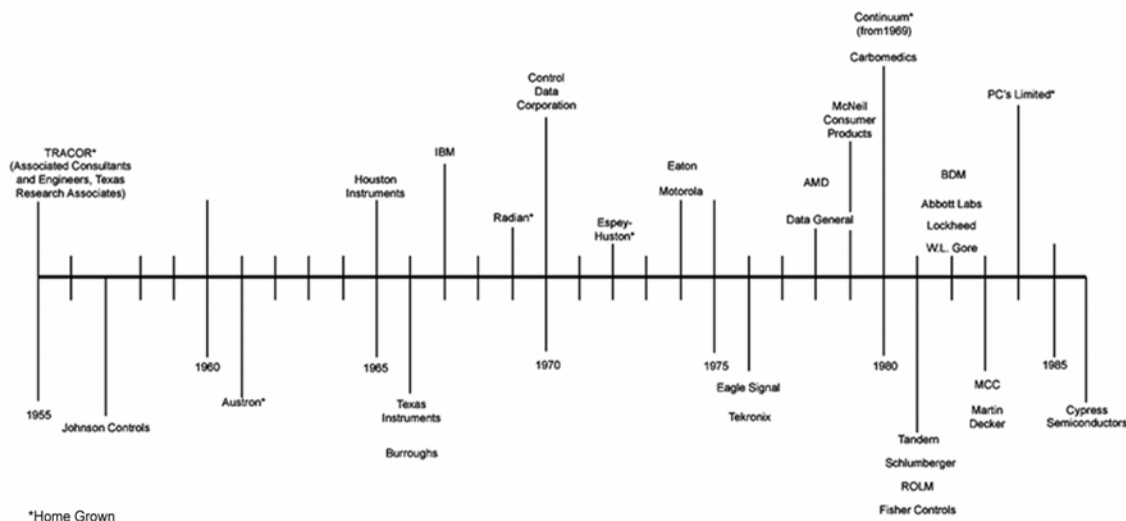 Continuum*
(from1969)
Carbomedics
Control
Data
Corporation
PC's Limited*
McNeil
Consumer
Products
TRACOR*
(Associated Consultants
and Engineers, Texas
Research Associates)
IBM
Houston
Instruments
Eaton
Motorola
AMD
BDM
Radian*
Espey-
Huston*
Data General
Abbott Labs
Lockheed
W.L. Gore
1955
1960
1965
1970
1975
1980
1985
Johnson Controls
Austron*
Texas
Instruments
Burroughs
Eagle Signal
Tekronix
MCC
Martin
Decker
Cypress
Semiconductors
Tandern
Schlumberger
ROLM
Fisher Controls
*Home Grown